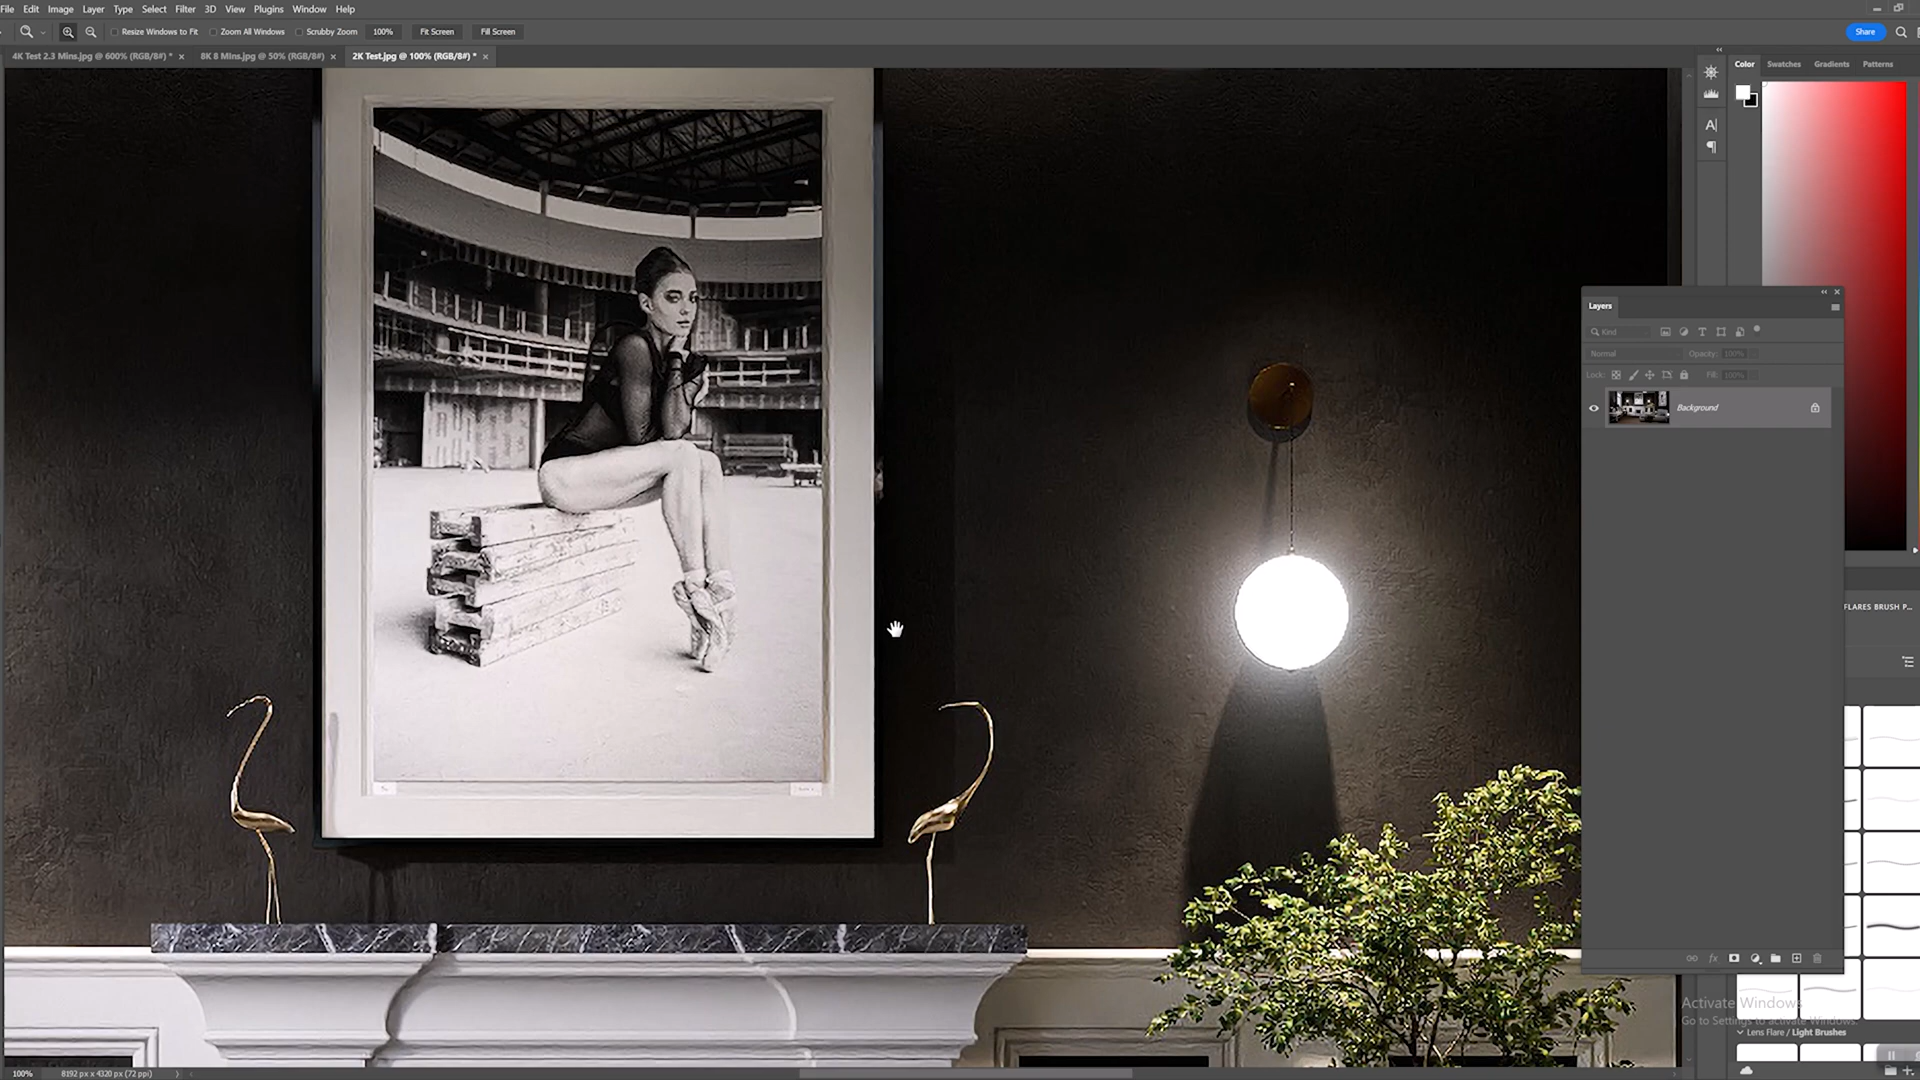 File Edit Image Layer Type Select Filter 3D View Plugins Window Help
Resize Windows to Fit Zoom All Windows Scrubby Zoom 100% Fit Screen Fill Screen Share
4K Test 2.3 Mins.jpg @ 600% (RGB/8#) * × 8K 8 Mins.jpg @ 50% (RGB/8#) × 2K Test.jpg @ 100% (RGB/8#) * ×
Color Swatches Gradients Patterns
Layers
Kind
Normal Opacity: 100%
Lock: Fill: 100%
Background
FLARES BRUSH P...
Activate Windows
Go to Settings to activate Windows.
Lens Flare / Light Brushes
100% 8192 px x 4320 px (72 ppi)